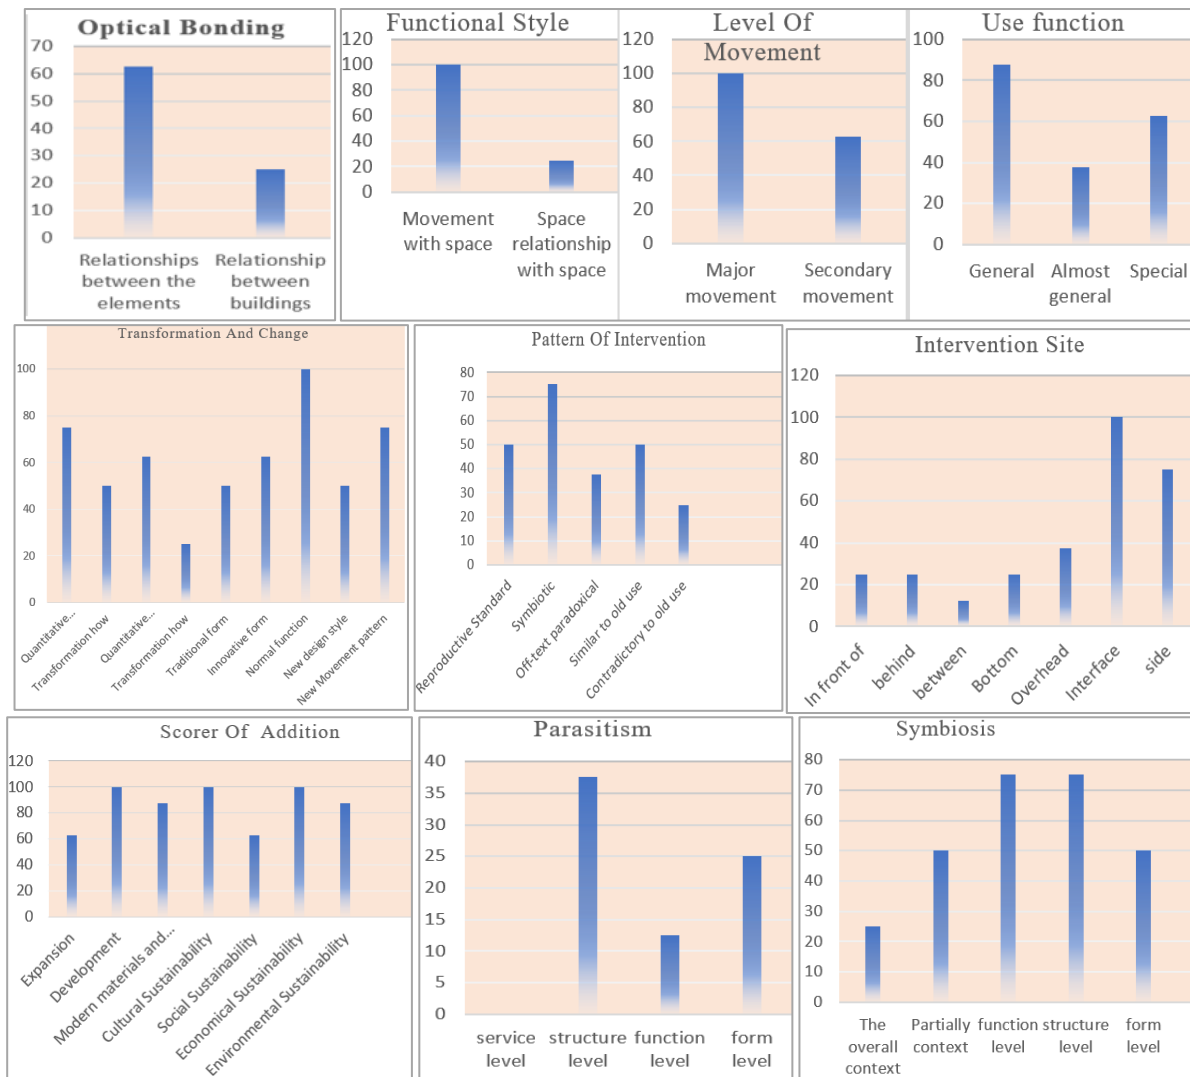 Optical Bonding
70
60
50
40
30
20
10
0
Relationships
between the
elements
Relationship
between
buildings
Functional Style
120
100
80
60
40
20
0
Movement
with space
Space
relationship
with space
Level Of
Movement
120
100
80
60
40
20
0
Major
movement
Secondary
movement
Use function
100
80
60
40
20
0
General
Almost
general
Special
Transformation And Change
100
80
60
40
20
0
Quantitative...
Transformation how
Quantitative...
Transformation how
Traditional form
Innovative form
Normal function
New design style
New Movement pattern
Pattern Of Intervention
80
70
60
50
40
30
20
10
0
Reproductive Standard
Symbiotic
Off-text paradoxical
Similar to old use
Contradictory to old use
Intervention Site
120
100
80
60
40
20
0
In front of
behind
between
Bottom
Overhead
Interface
side
Scorer Of Addition
120
100
80
60
40
20
0
Expansion
Development
Modern materials and...
Cultural Sustainability
Social Sustainability
Economical Sustainability
Environmental Sustainability
Parasitism
40
35
30
25
20
15
10
5
0
service
level
structure
level
function
level
form
level
Symbiosis
80
70
60
50
40
30
20
10
0
The
overall
context
Partially
context
function
level
structure
level
form
level